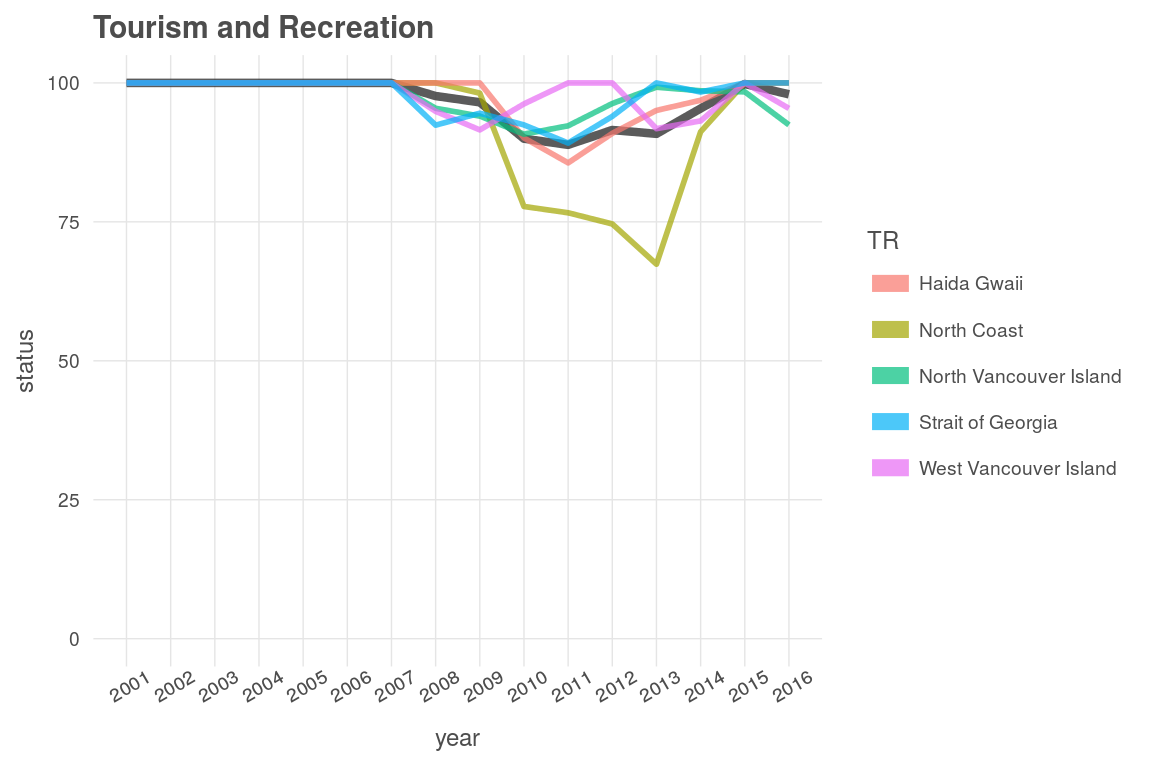 Tourism and Recreation
100
75
50
25
0
status
2001 2002 2003 2004 2005 2006 2007 2008 2009 2010 2011 2012 2013 2014 2015 2016
year
TR
Haida Gwaii
North Coast
North Vancouver Island
Strait of Georgia
West Vancouver Island